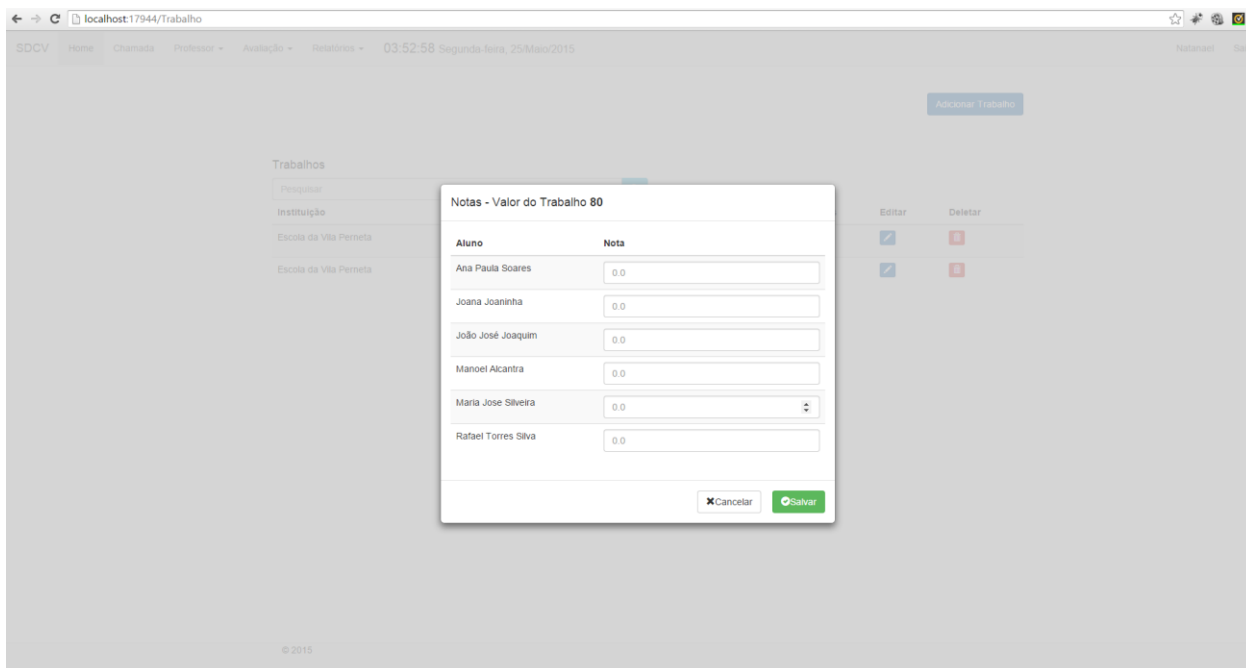 localhost:17944/Trabalho
SDCV Home Chamada Professor Avaliação Relatórios 03:52:58 Segunda-feira, 25/Maio/2015 Natanael
Adicionar Trabalho
Trabalhos
Pesquisar
Notas - Valor do Trabalho 80
Instituição Editar Deletar
Escola da Vila Perneta
Aluno Nota
Ana Paula Soares 0.0
Escola da Vila Perneta
Joana Joaninha 0.0
João José Joaquim 0.0
Manoel Alcantra 0.0
Maria Jose Silveira 0.0
Rafael Torres Silva 0.0
Cancelar Salvar
© 2015